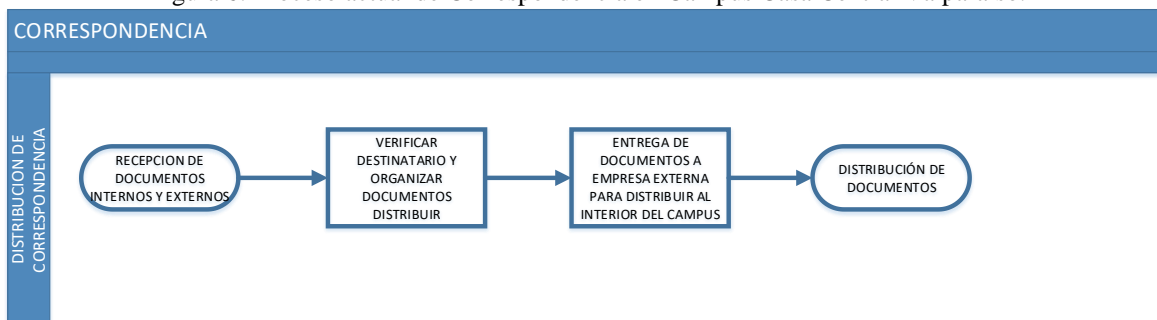 CORRESPONDENCIA
DISTRIBUCION DE
CORRESPONDENCIA
RECEPCION DE
DOCUMENTOS
INTERNOS Y EXTERNOS
VERIFICAR
DESTINATARIO Y
ORGANIZAR
DOCUMENTOS
DISTRIBUIR
ENTREGA DE
DOCUMENTOS A
EMPRESA EXTERNA
PARA DISTRIBUIR AL
INTERIOR DEL CAMPUS
DISTRIBUCIÓN DE
DOCUMENTOS